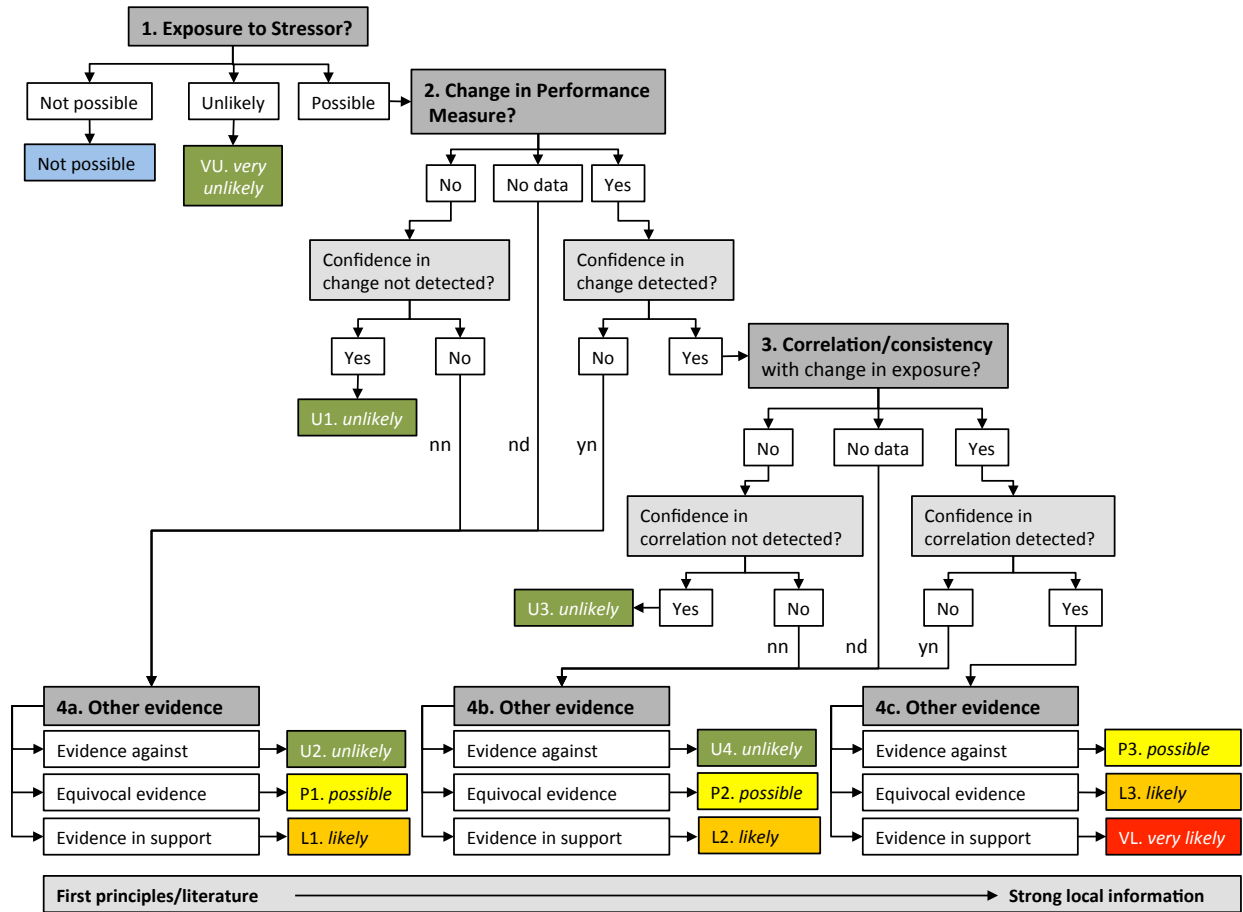 1. Exposure to Stressor?
Not possible
Unlikely
Possible
2. Change in Performance
Measure?
Not possible
VU. very
unlikely
No
No data
Yes
Confidence in
change not detected?
Confidence in
change detected?
Yes
No
No
Yes
3. Correlation/consistency
with change in exposure?
U1. unlikely
nn
nd
yn
No
No data
Yes
Confidence in
correlation not detected?
Confidence in
correlation detected?
U3. unlikely
Yes
No
No
Yes
nn
nd
yn
4a. Other evidence
Evidence against
U2. unlikely
Equivocal evidence
P1. possible
Evidence in support
L1. likely
4b. Other evidence
Evidence against
U4. unlikely
Equivocal evidence
P2. possible
Evidence in support
L2. likely
4c. Other evidence
Evidence against
P3. possible
Equivocal evidence
L3. likely
Evidence in support
VL. very likely
First principles/literature
Strong local information